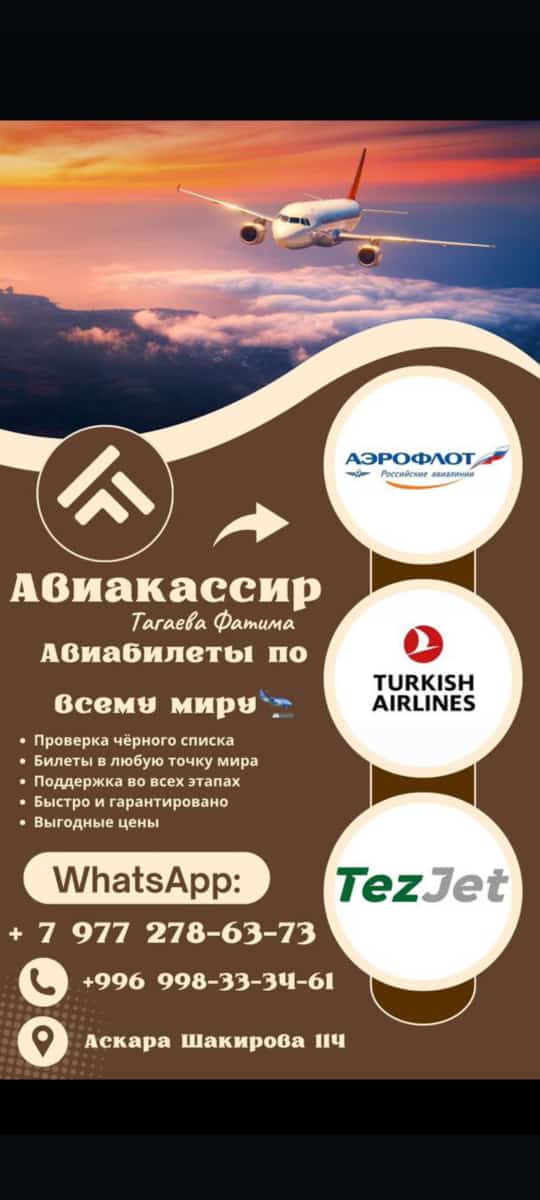 Авиакассир
Тагаева Фатима
Авиабилеты по
всему миру
• Проверка чёрного списка
• Билеты в любую точку мира
• Поддержка во всех этапах
• Быстро и гарантировано
• Выгодные цены
WhatsApp:
+ 7 977 278-63-73
+996 998-33-34-61
Аскара Шакирова 114
АЭРОФЛОТ
Российские авиалинии
TURKISH
AIRLINES
TezJet